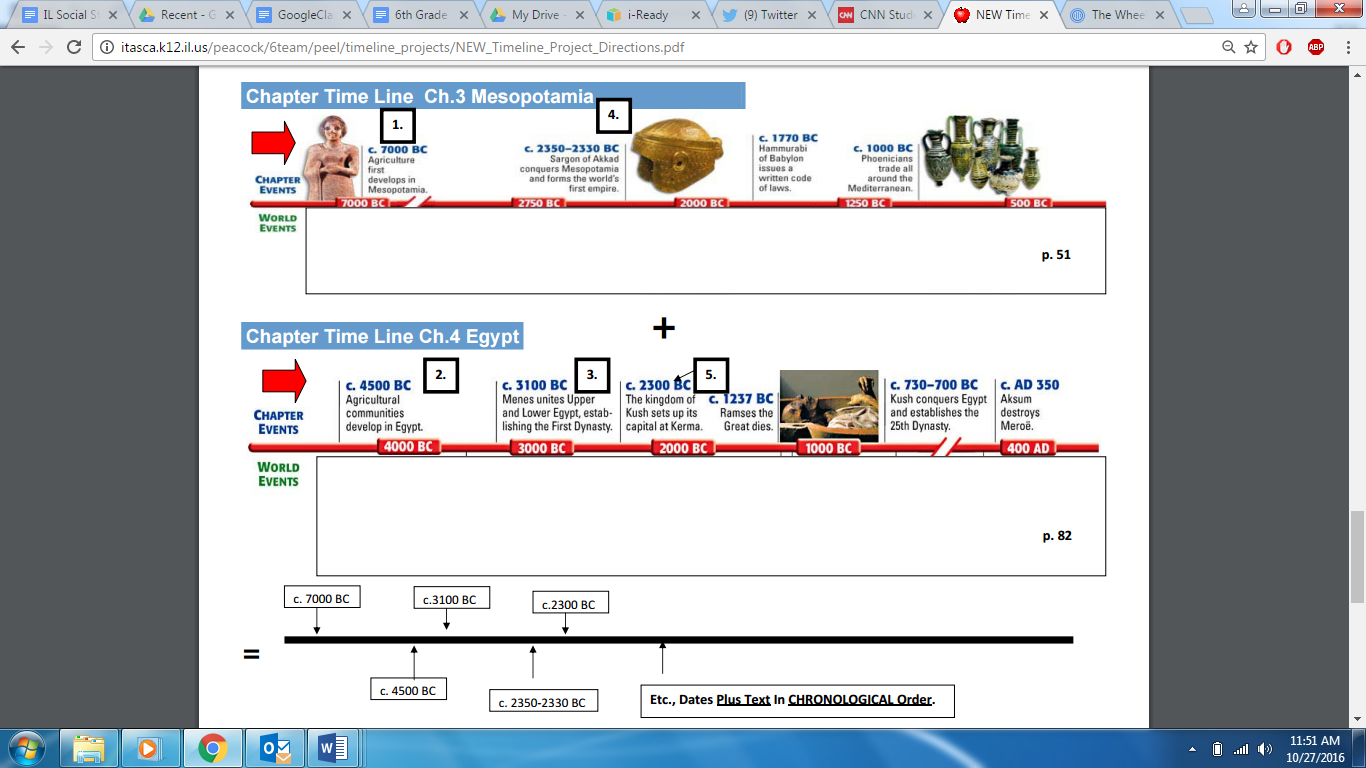 IL Social S
Recent - G
GoogleCla
6th Grade
My Drive -
i-Ready
(9) Twitter
CNN Stud
NEW Time
The Whee
itasca.k12.il.us/peacock/6team/peel/timeline_projects/NEW_Timeline_Project_Directions.pdf
ABP
Chapter Time Line Ch.3 Mesopotamia
1.
4.
c. 7000 BC
Agriculture
first
develops in
Mesopotamia.
c. 2350–2330 BC
Sargon of Akkad
conquers Mesopotamia
and forms the world's
first empire.
c. 1770 BC
Hammurabi
of Babylon
issues a
written code
of laws.
c. 1000 BC
Phoenicians
trade all
around the
Mediterranean.
CHAPTER
EVENTS
7000 BC
2750 BC
2000 BC
1250 BC
500 BC
WORLD
EVENTS
p. 51
+
Chapter Time Line Ch.4 Egypt
2.
3.
5.
c. 4500 BC
Agricultural
communities
develop in Egypt.
c. 3100 BC
Menes unites Upper
and Lower Egypt, estab-
lishing the First Dynasty.
c. 2300 BC
The kingdom of
Kush sets up its
capital at Kerma.
c. 1237 BC
Ramses the
Great dies.
c. 730–700 BC
Kush conquers Egypt
and establishes the
25th Dynasty.
c. AD 350
Aksum
destroys
Meroë.
CHAPTER
EVENTS
4000 BC
3000 BC
2000 BC
1000 BC
400 AD
WORLD
EVENTS
p. 82
c. 7000 BC
c.3100 BC
c.2300 BC
=
c. 4500 BC
c. 2350-2330 BC
Etc., Dates Plus Text In CHRONOLOGICAL Order.
11:51 AM
10/27/2016